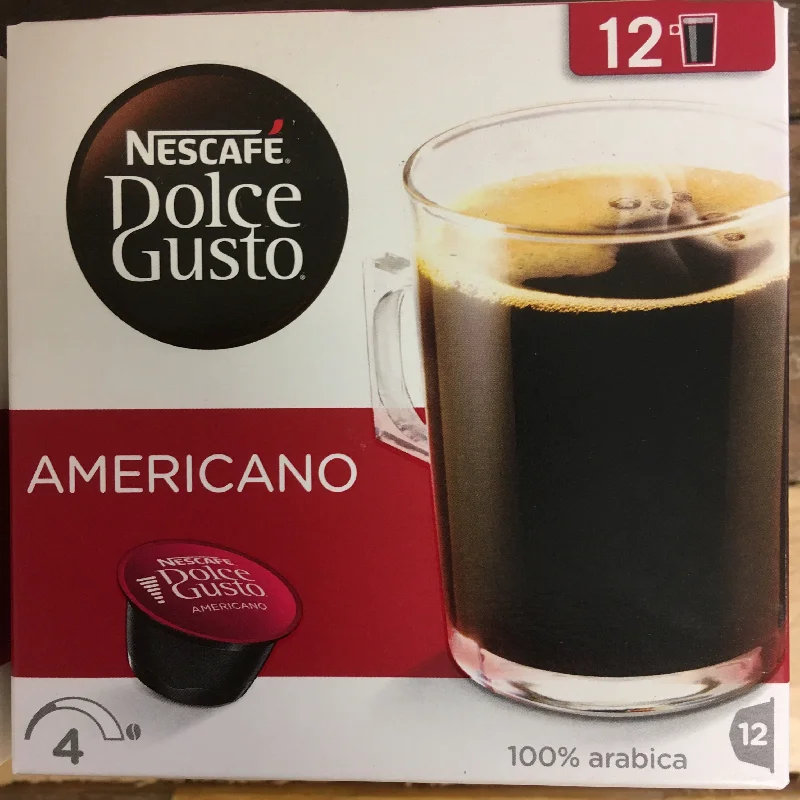 12
NESCAFÉ.
Dolce
Gusto.
AMERICANO
NESCAFÉ
Dolce
Gusto
AMERICANO
4
100% arabica
12